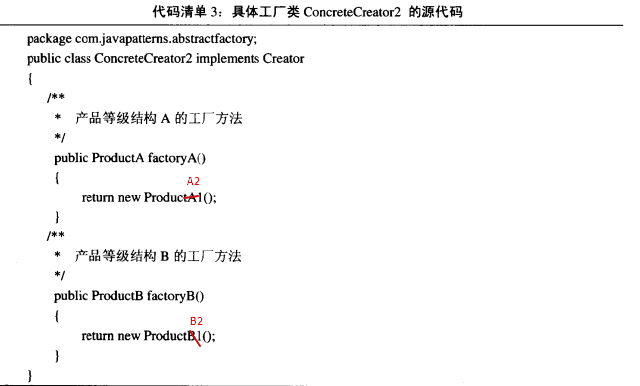 代码清单 3：具体工厂类 ConcreteCreator2 的源代码
package com.javapatterns.abstractfactory;
public class ConcreteCreator2 implements Creator
{
/**
* 产品等级结构 A 的工厂方法
*/
public ProductA factoryA()
{
A2
return new ProductA1();
}
/**
* 产品等级结构 B 的工厂方法
*/
public ProductB factoryB()
{
B2
return new ProductB1();
}
}